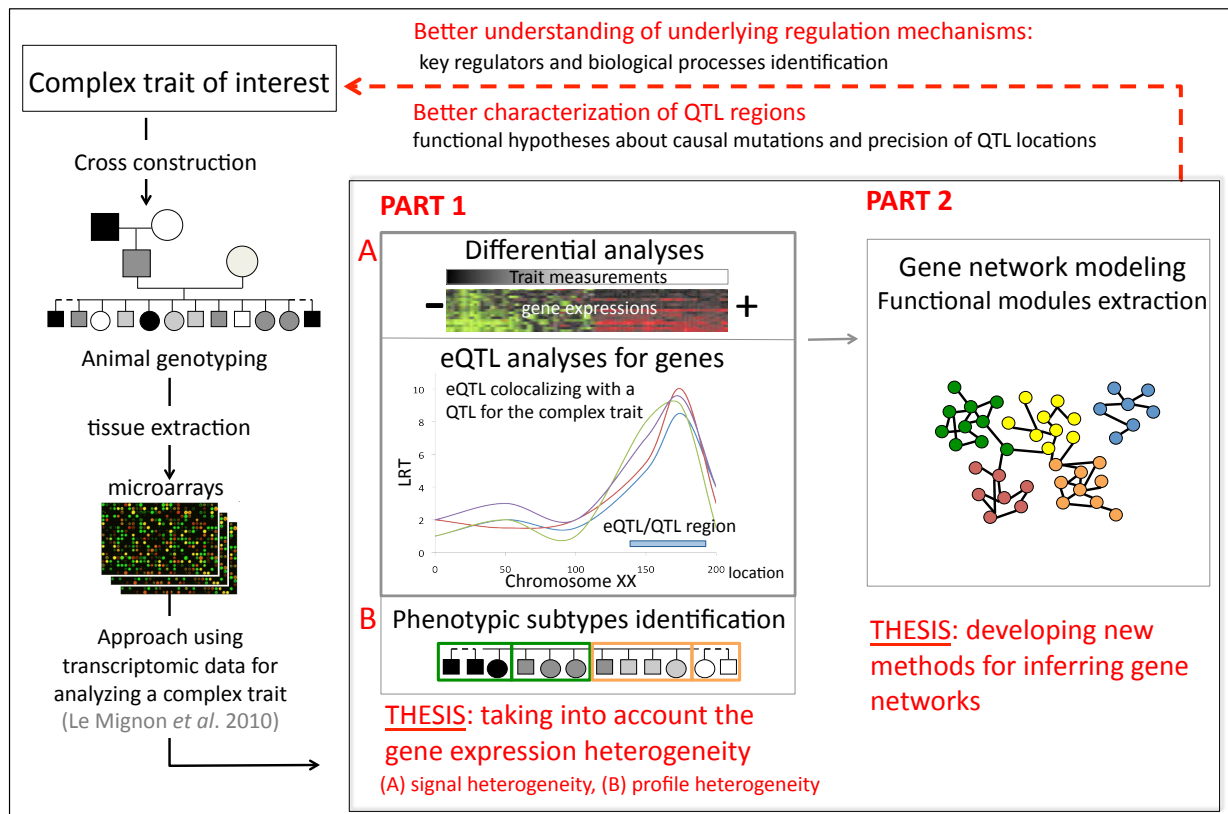 Better understanding of underlying regulation mechanisms:
key regulators and biological processes identification
Complex trait of interest
Better characterization of QTL regions
functional hypotheses about causal mutations and precision of QTL locations
Cross construction
Animal genotyping
tissue extraction
microarrays
Approach using
transcriptomic data for
analyzing a complex trait
(Le Mignon et al. 2010)
PART 1
A
Differential analyses
Trait measurements
gene expressions
− +
eQTL analyses for genes
eQTL colocalizing with a
QTL for the complex trait
10
8
6
4
2
0
LRT
eQTL/QTL region
0 50 100 150 200
location
Chromosome XX
B
Phenotypic subtypes identification
THESIS: taking into account the
gene expression heterogeneity
(A) signal heterogeneity, (B) profile heterogeneity
PART 2
Gene network modeling
Functional modules extraction
THESIS: developing new
methods for inferring gene
networks